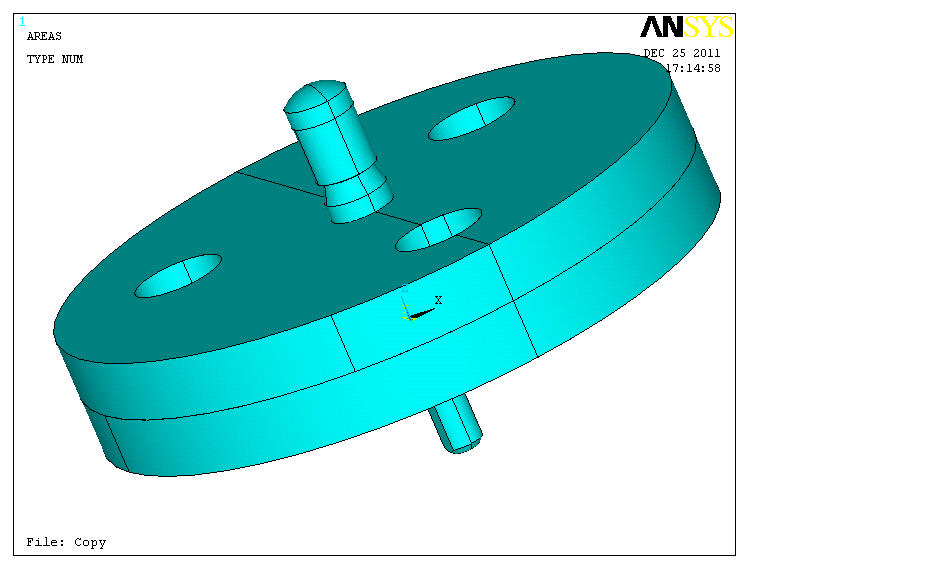 1
AREAS
TYPE NUM
ANSYS
DEC 25 2011
17:14:58
X
File: Copy